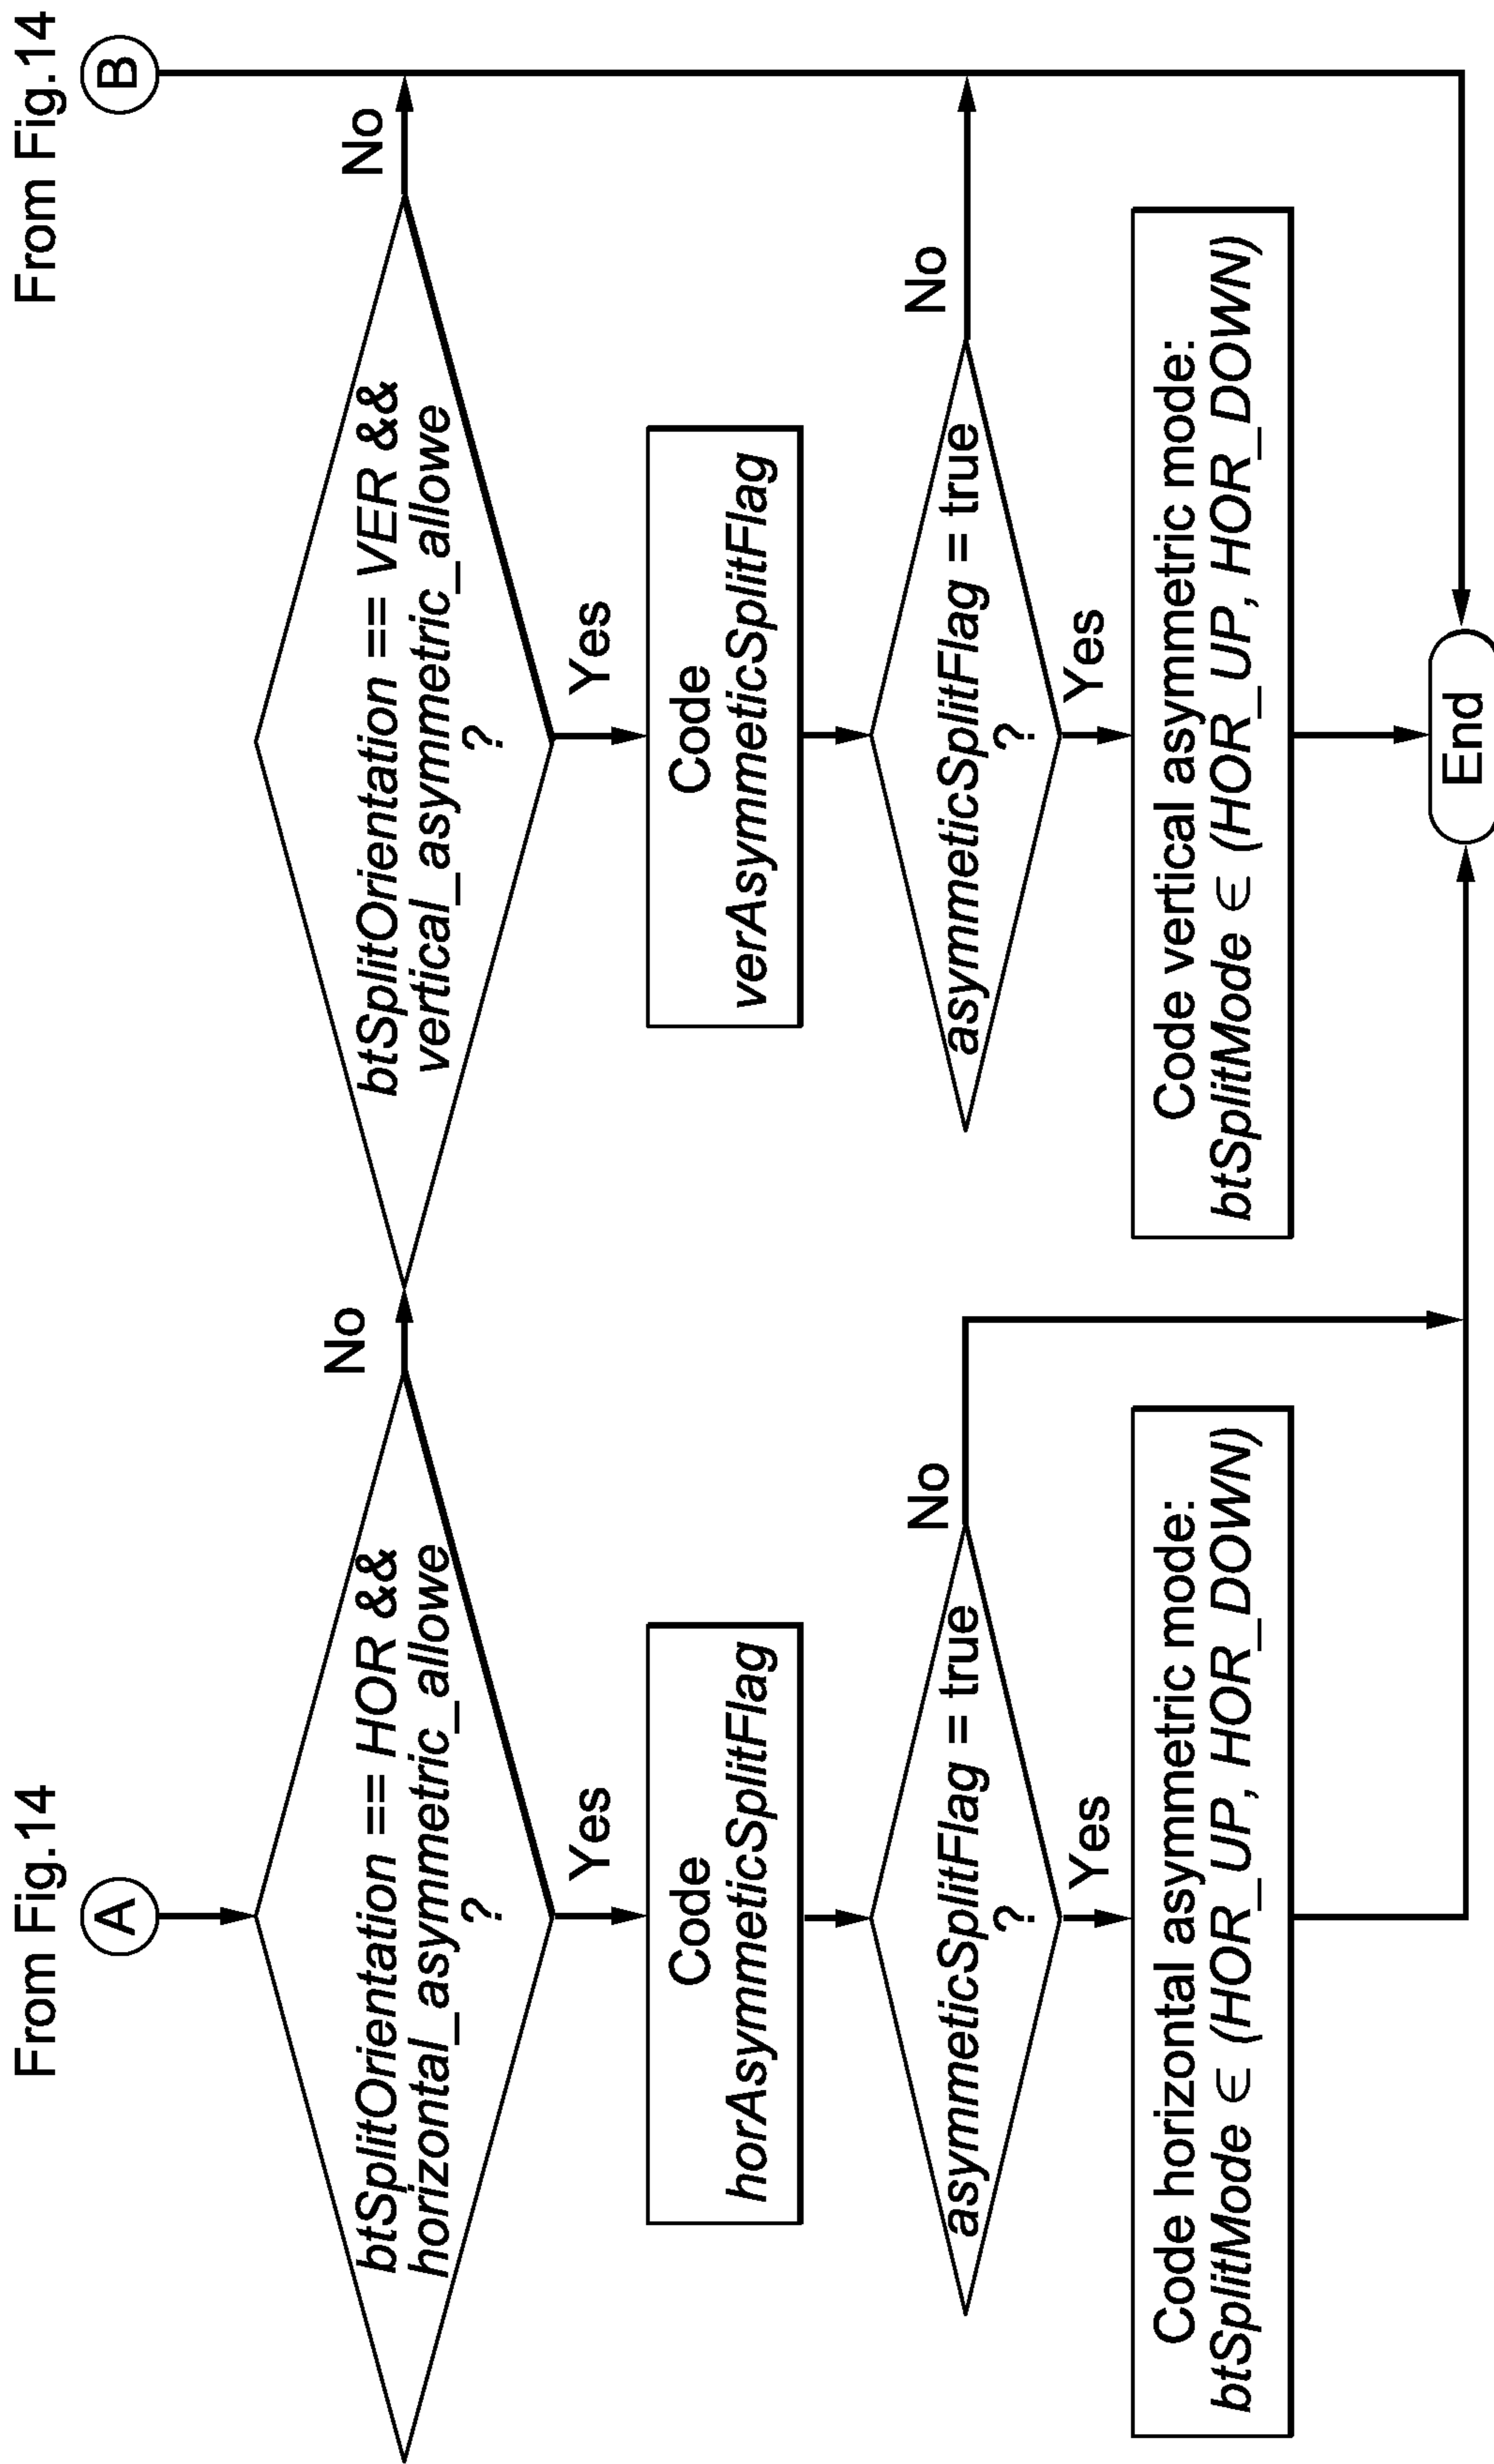 From Fig.14
A
btSplitOrientation == HOR &&
horizontal_asymmetric_allowe
?
No
Yes
Code
horAsymmeticSplitFlag
asymmeticSplitFlag = true
?
No
Yes
Code horizontal asymmetric mode:
btSplitMode ∈ (HOR_UP, HOR_DOWN)
From Fig.14
B
btSplitOrientation == VER &&
vertical_asymmetric_allowe
?
No
Yes
Code
verAsymmeticSplitFlag
asymmeticSplitFlag = true
?
No
Yes
Code vertical asymmetric mode:
btSplitMode ∈ (HOR_UP, HOR_DOWN)
End